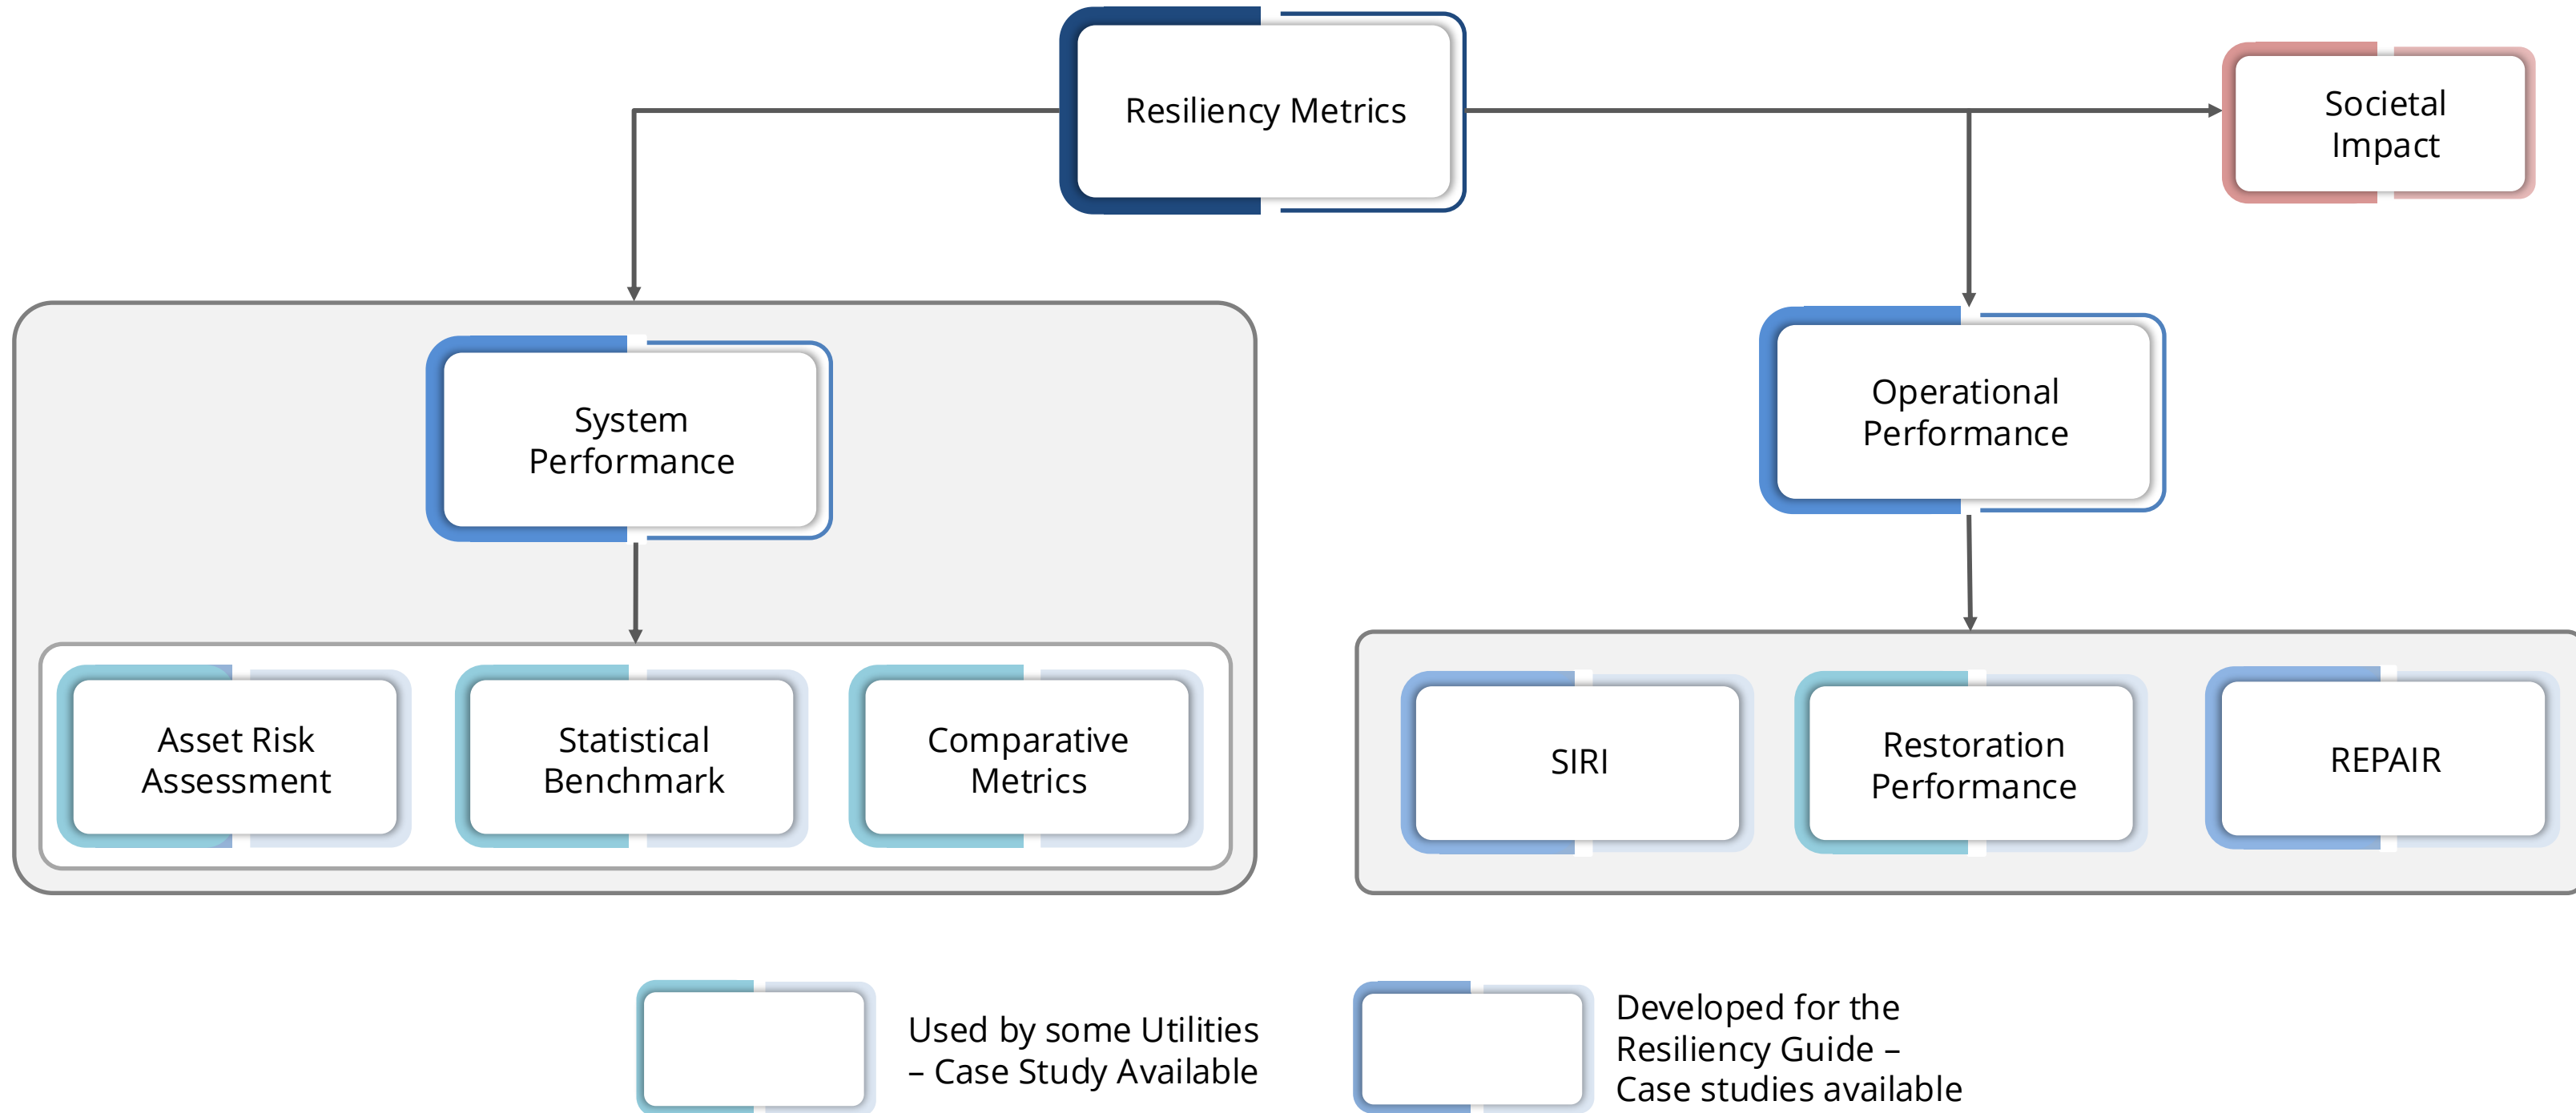 Resiliency Metrics
Societal
Impact
System
Performance
Operational
Performance
Asset Risk
Assessment
Statistical
Benchmark
Comparative
Metrics
SIRI
Restoration
Performance
REPAIR
Used by some Utilities
– Case Study Available
Developed for the
Resiliency Guide –
Case studies available